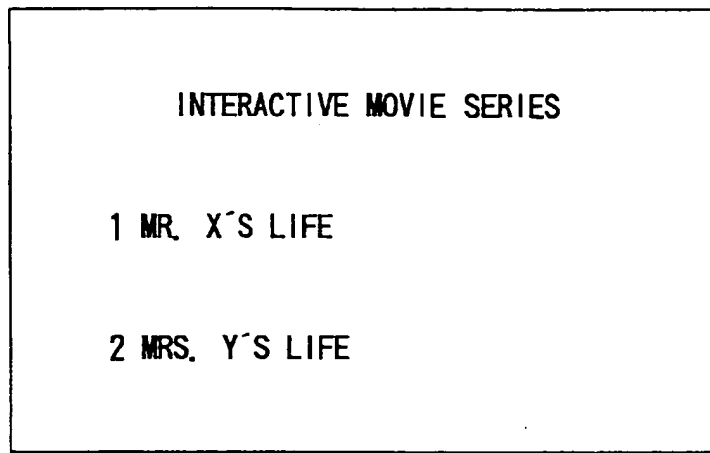 INTERACTIVE MOVIE SERIES
1 MR. X´S LIFE
2 MRS. Y´S LIFE